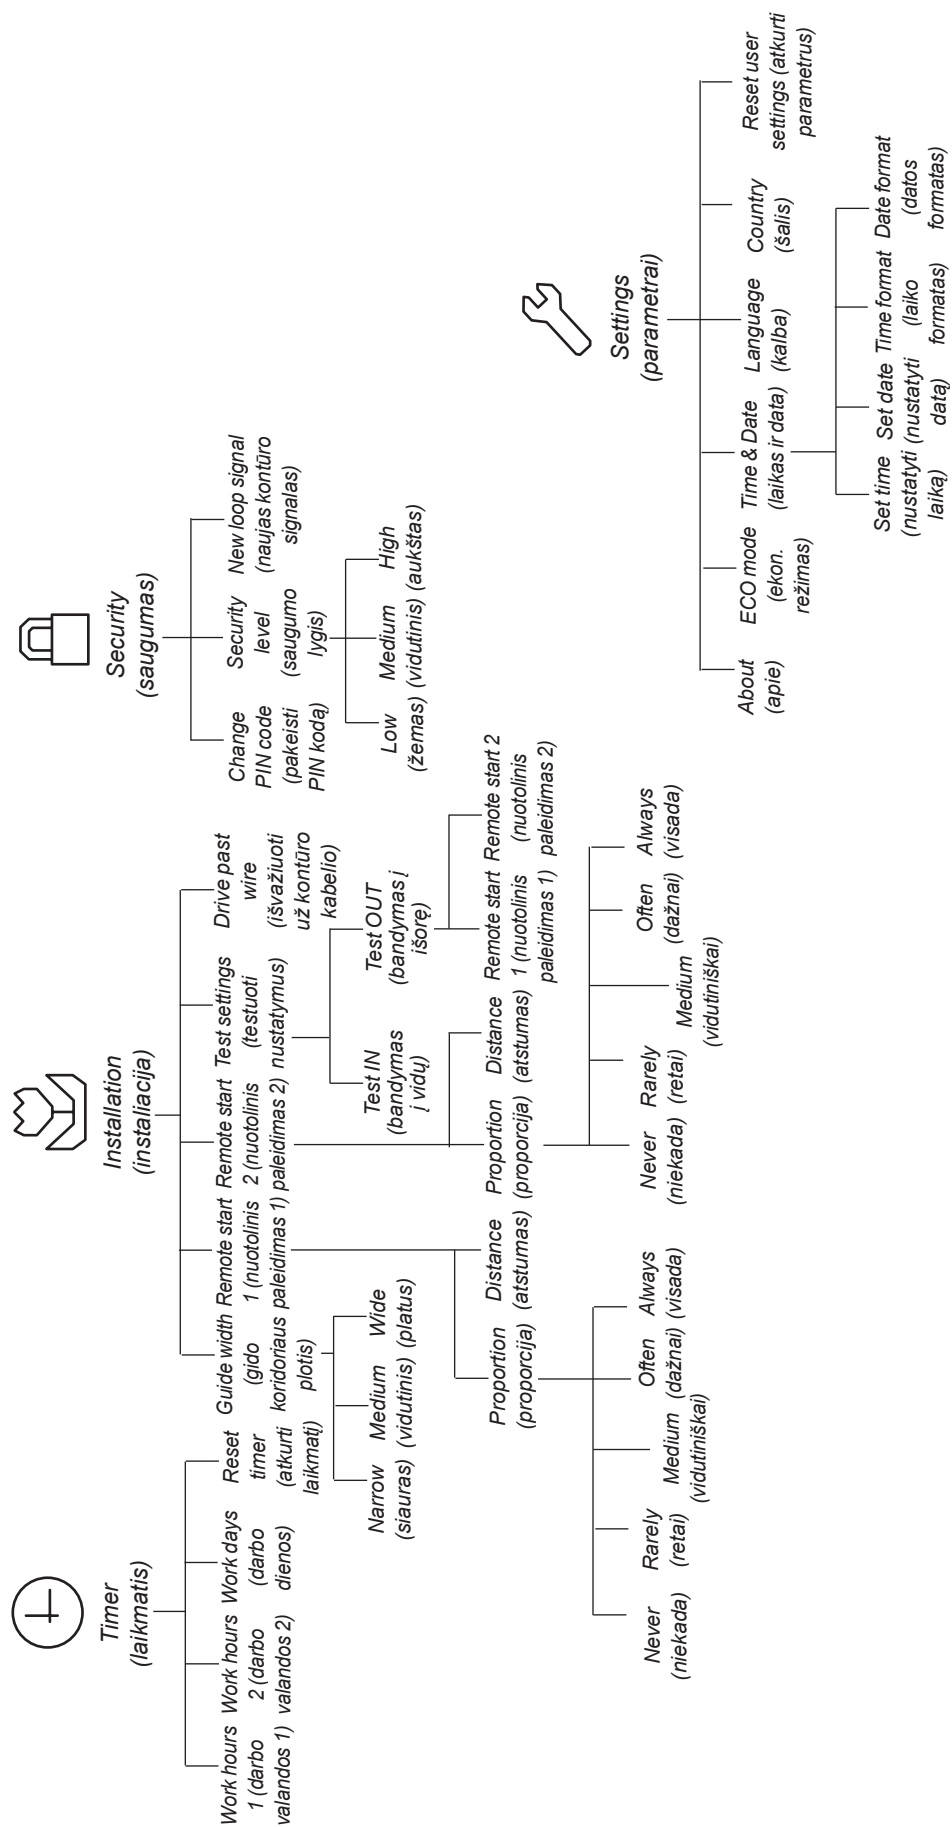 Timer
(laikmatis)
Work hours
1 (darbo
valandos 1)
Work hours
2 (darbo
valandos 2)
Work days
(darbo
dienos)
Reset
timer
(atkurti
laikmatį)
Installation
(instaliacija)
Guide width
(gido
koridoriaus
plotis)
Narrow
(siauras)
Medium
(vidutinis)
Wide
(platus)
Remote start
1 (nuotolinis
paleidimas 1)
Proportion
(proporcija)
Never
(niekada)
Rarely
(retai)
Medium
(vidutiniškai)
Often
(dažnai)
Always
(visada)
Distance
(atstumas)
Remote start
2 (nuotolinis
paleidimas 2)
Proportion
(proporcija)
Never
(niekada)
Rarely
(retai)
Medium
(vidutiniškai)
Often
(dažnai)
Always
(visada)
Distance
(atstumas)
Test settings
(testuoti
nustatymus)
Test IN
(bandymas
į vidų)
Test OUT
(bandymas į
išorę)
Remote start
1 (nuotolinis
paleidimas 1)
Remote start 2
(nuotolinis
paleidimas 2)
Drive past
wire
(išvažiuoti
už kontūro
kabelio)
Security
(saugumas)
Change
PIN code
(pakeisti
PIN kodą)
Security
level
(saugumo
lygis)
Low
(žemas)
Medium
(vidutinis)
High
(aukštas)
New loop signal
(naujas kontūro
signalas)
Settings
(parametrai)
About
(apie)
ECO mode
(ekon.
režimas)
Time & Date
(laikas ir data)
Set time
(nustatyti
laiką)
Set date
(nustatyti
datą)
Time format
(laiko
formatas)
Date format
(datos
formatas)
Language
(kalba)
Country
(šalis)
Reset user
settings (atkurti
parametrus)